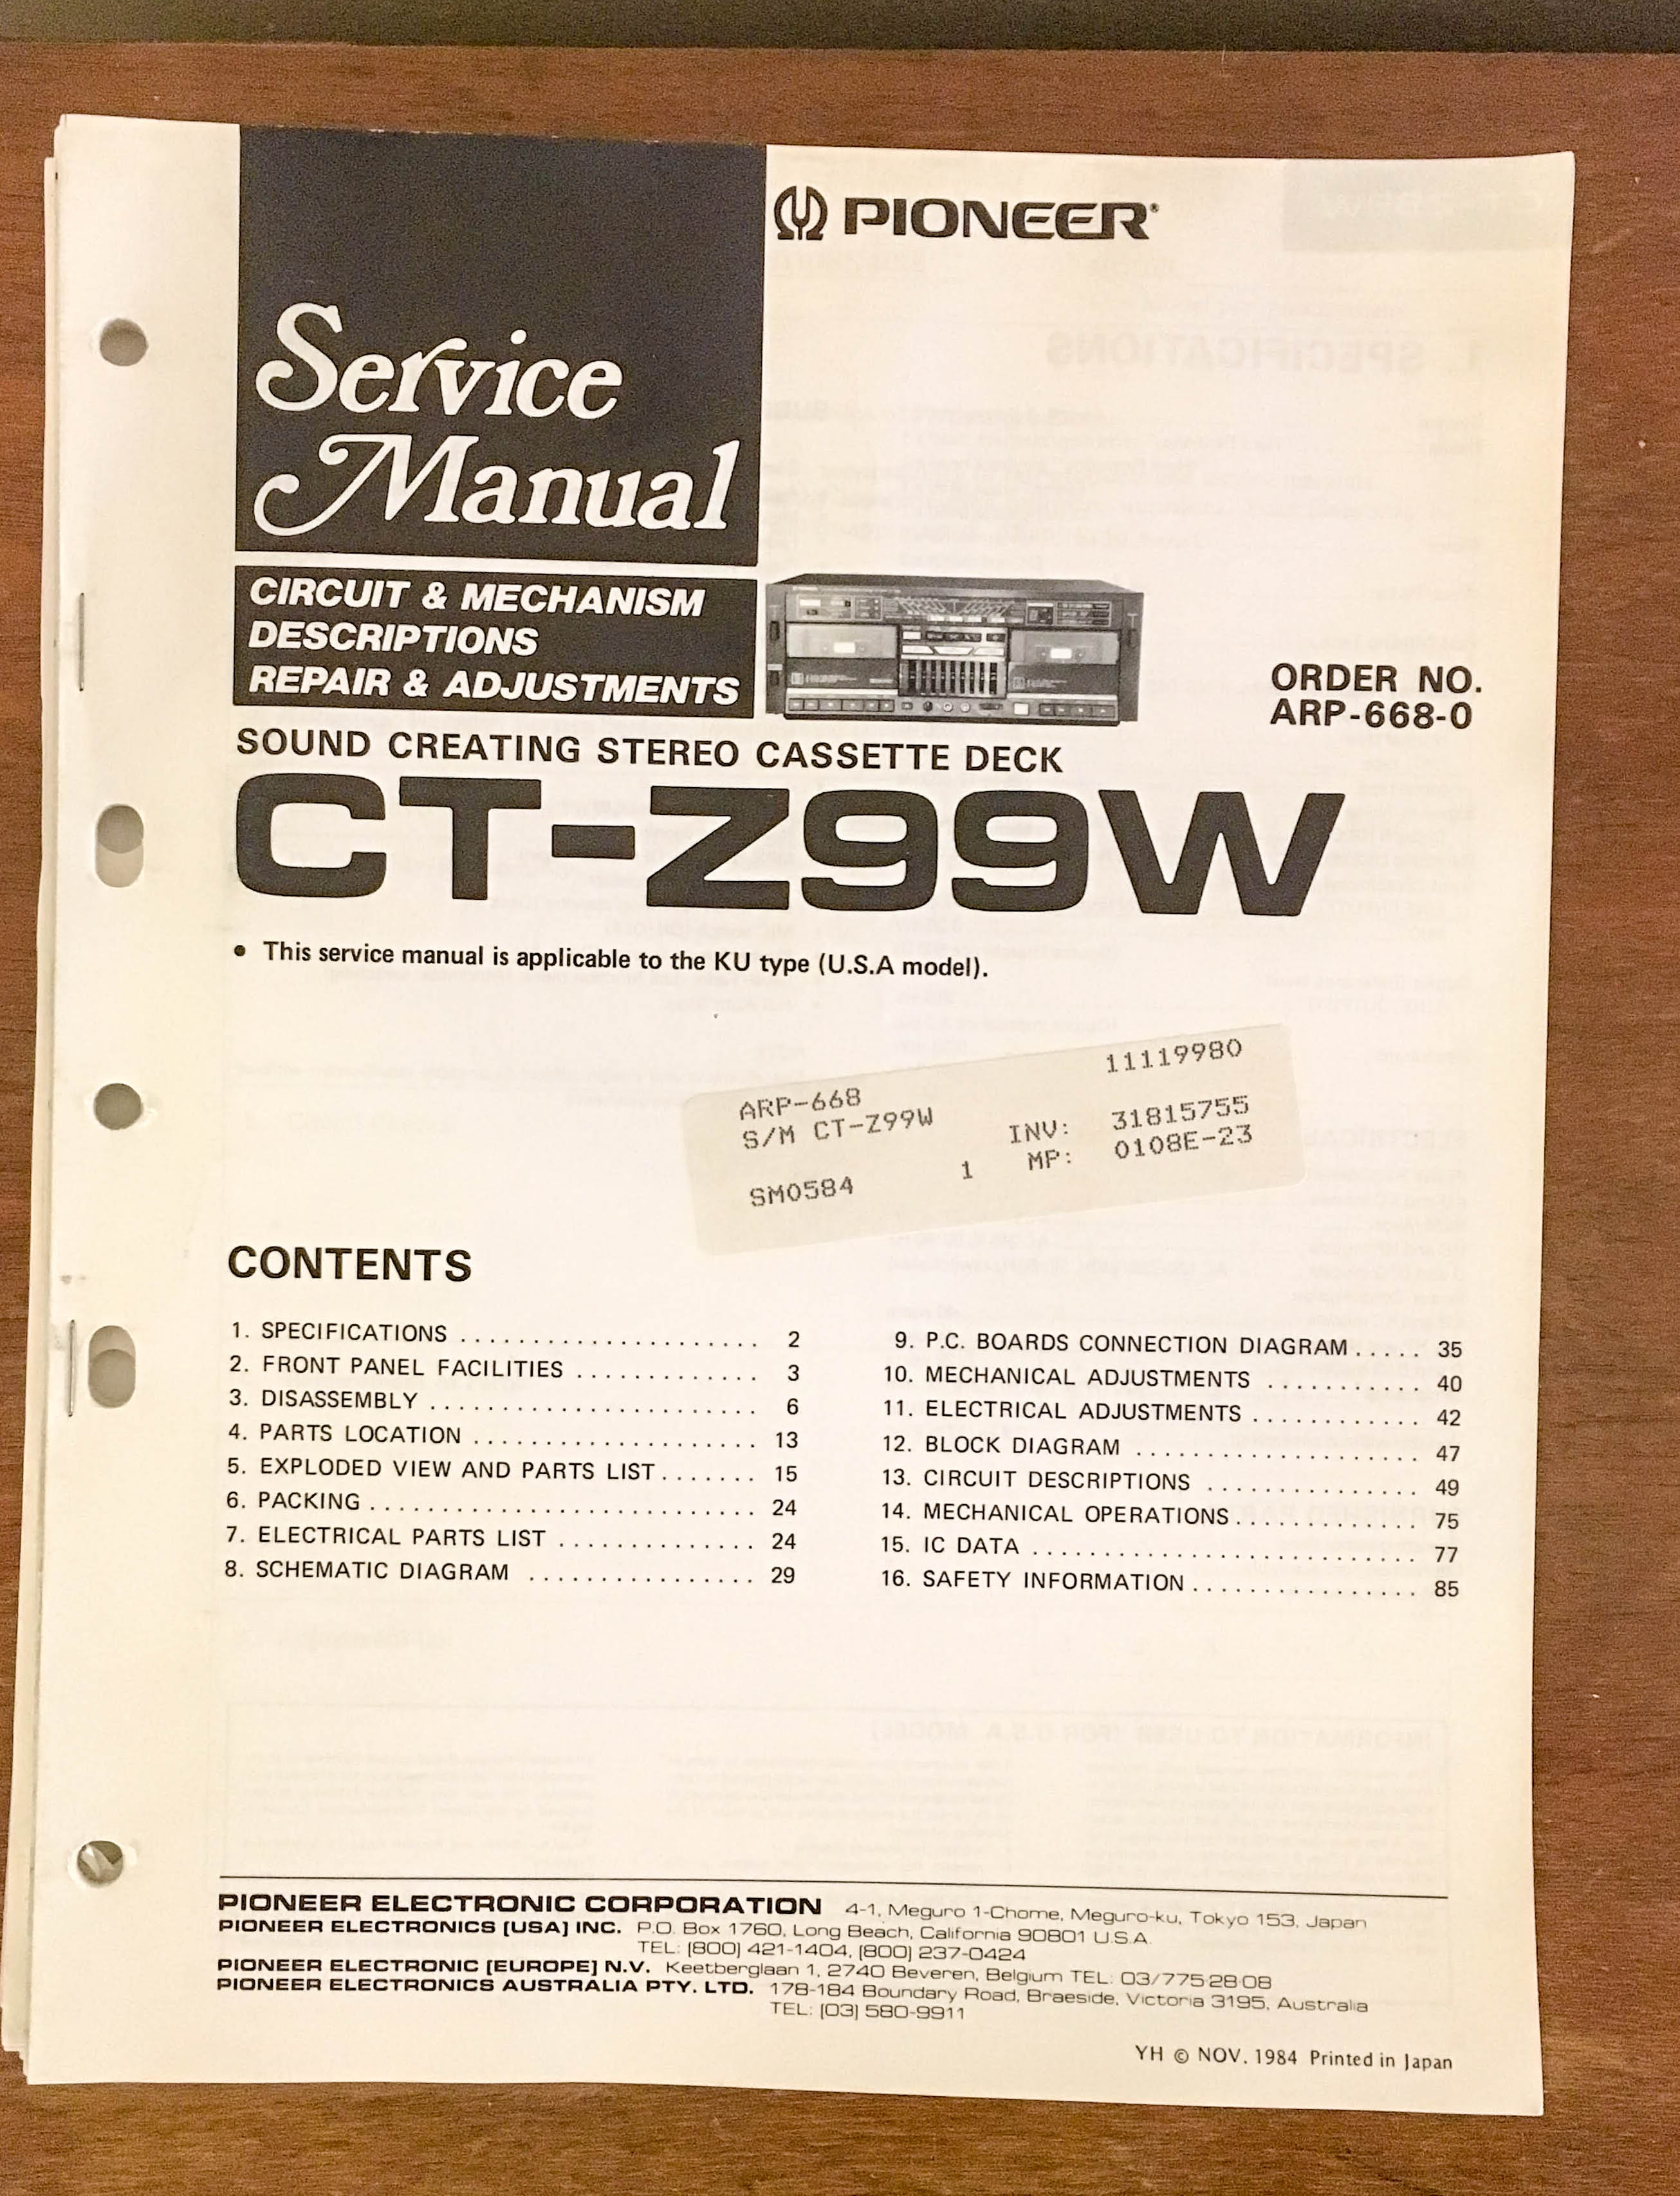 PIONEER®
Service
Manual
CIRCUIT & MECHANISM
DESCRIPTIONS
REPAIR & ADJUSTMENTS
ORDER NO.
ARP-668-0
SOUND CREATING STEREO CASSETTE DECK
CT-Z99W
• This service manual is applicable to the KU type (U.S.A model).
11119980
ARP-668
S/M CT-Z99W INV: 31815755
1 MP: 0108E-23
SM0584
CONTENTS
1. SPECIFICATIONS ..................... 2
2. FRONT PANEL FACILITIES ............. 3
3. DISASSEMBLY ....................... 6
4. PARTS LOCATION .................... 13
5. EXPLODED VIEW AND PARTS LIST ....... 15
6. PACKING ........................... 24
7. ELECTRICAL PARTS LIST .............. 24
8. SCHEMATIC DIAGRAM ................ 29
9. P.C. BOARDS CONNECTION DIAGRAM ..... 35
10. MECHANICAL ADJUSTMENTS ........... 40
11. ELECTRICAL ADJUSTMENTS ............ 42
12. BLOCK DIAGRAM .................... 47
13. CIRCUIT DESCRIPTIONS ............... 49
14. MECHANICAL OPERATIONS ............. 75
15. IC DATA ........................... 77
16. SAFETY INFORMATION ................ 85
PIONEER ELECTRONIC CORPORATION 4-1, Meguro 1-Chome, Meguro-ku, Tokyo 153, Japan
PIONEER ELECTRONICS [USA] INC. P.O. Box 1760, Long Beach, California 90801 U.S.A.
TEL: (800) 421-1404, (800) 237-0424
PIONEER ELECTRONIC [EUROPE] N.V. Keetberglaan 1, 2740 Beveren, Belgium TEL: 03/775·28·08
PIONEER ELECTRONICS AUSTRALIA PTY. LTD. 178-184 Boundary Road, Braeside, Victoria 3195, Australia
TEL: (03) 580-9911
YH © NOV. 1984 Printed in Japan